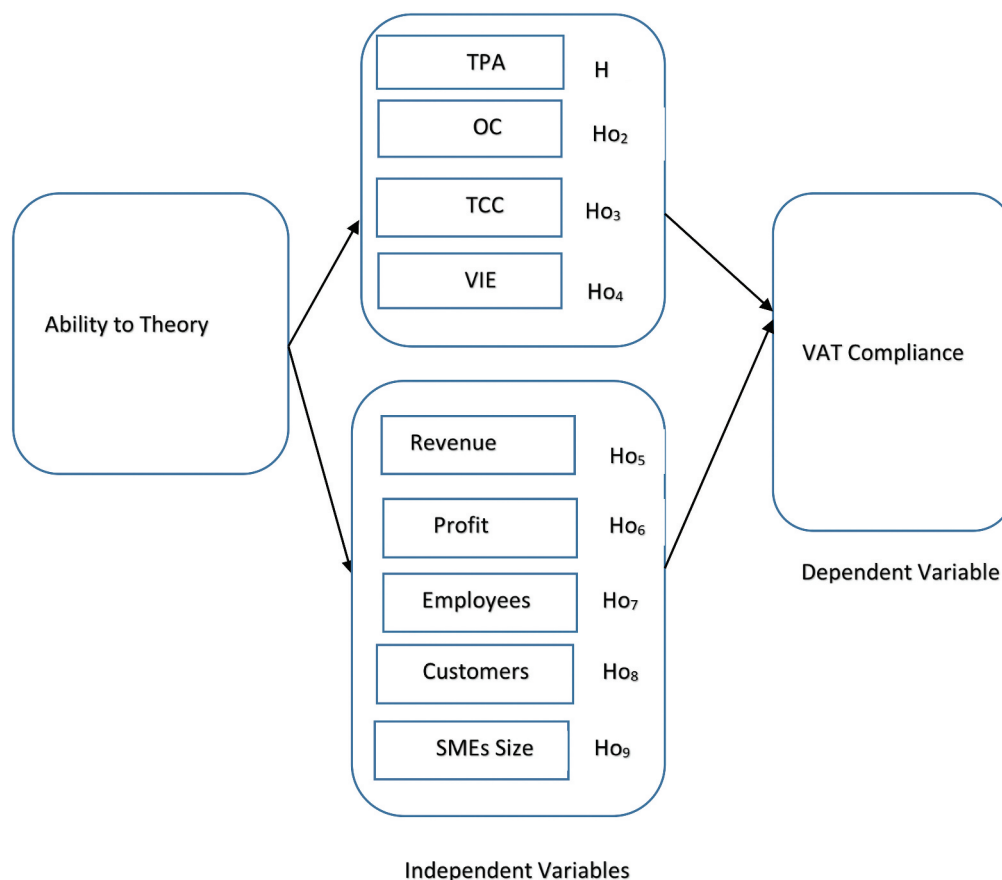 TPA H
OC Ho₂
TCC Ho₃
VIE Ho₄
Ability to Theory
VAT Compliance
Revenue Ho₅
Profit Ho₆
Employees Ho₇
Customers Ho₈
SMEs Size Ho₉
Dependent Variable
Independent Variables